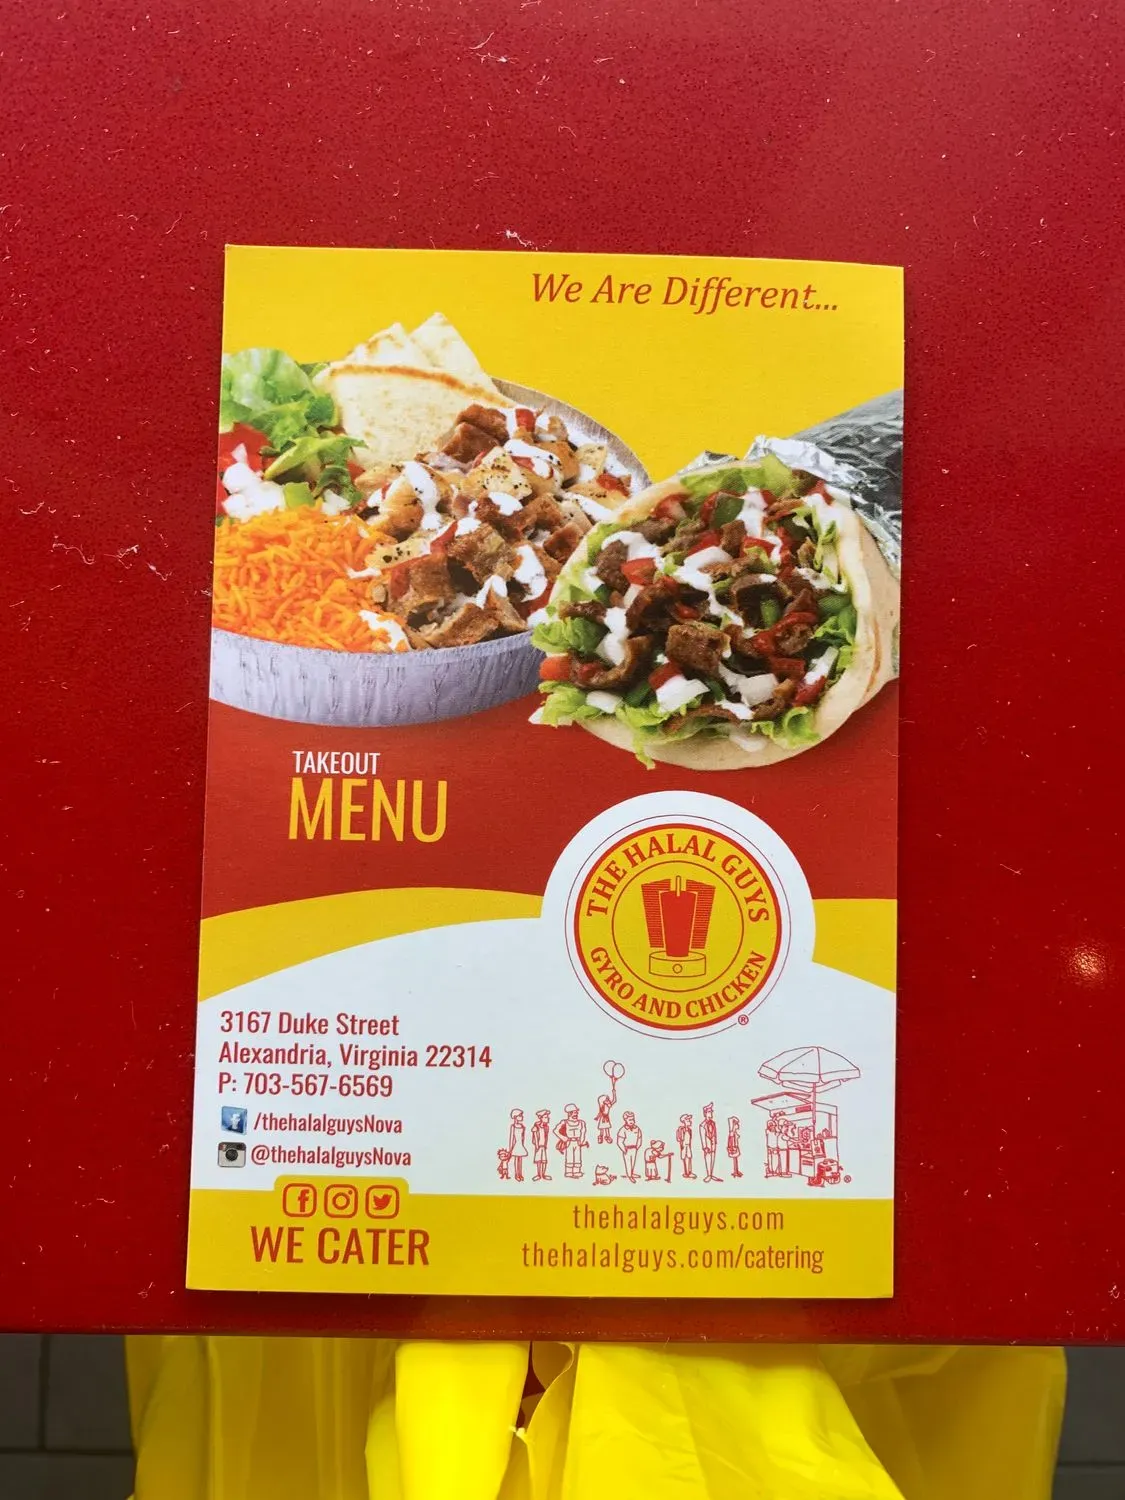 We Are Different...
TAKEOUT
MENU
THE HALAL GUYS
GYRO AND CHICKEN
®
3167 Duke Street
Alexandria, Virginia 22314
P: 703-567-6569
f /thehalalguysNova
@thehalalguysNova
®
f
WE CATER
thehalalguys.com
thehalalguys.com/catering